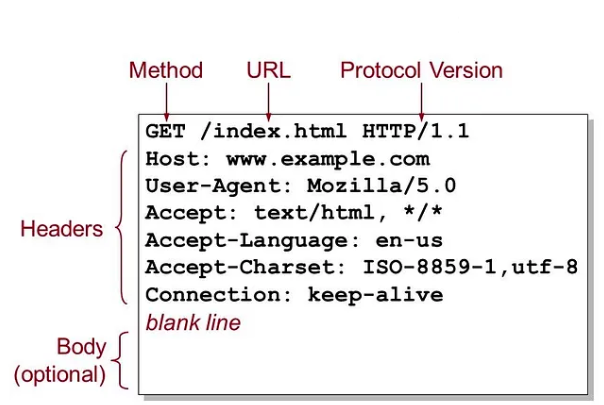 Method URL Protocol Version
GET /index.html HTTP/1.1
Host: www.example.com
User-Agent: Mozilla/5.0
Accept: text/html, */*
Accept-Language: en-us
Accept-Charset: ISO-8859-1,utf-8
Connection: keep-alive
blank line
Headers
Body
(optional)